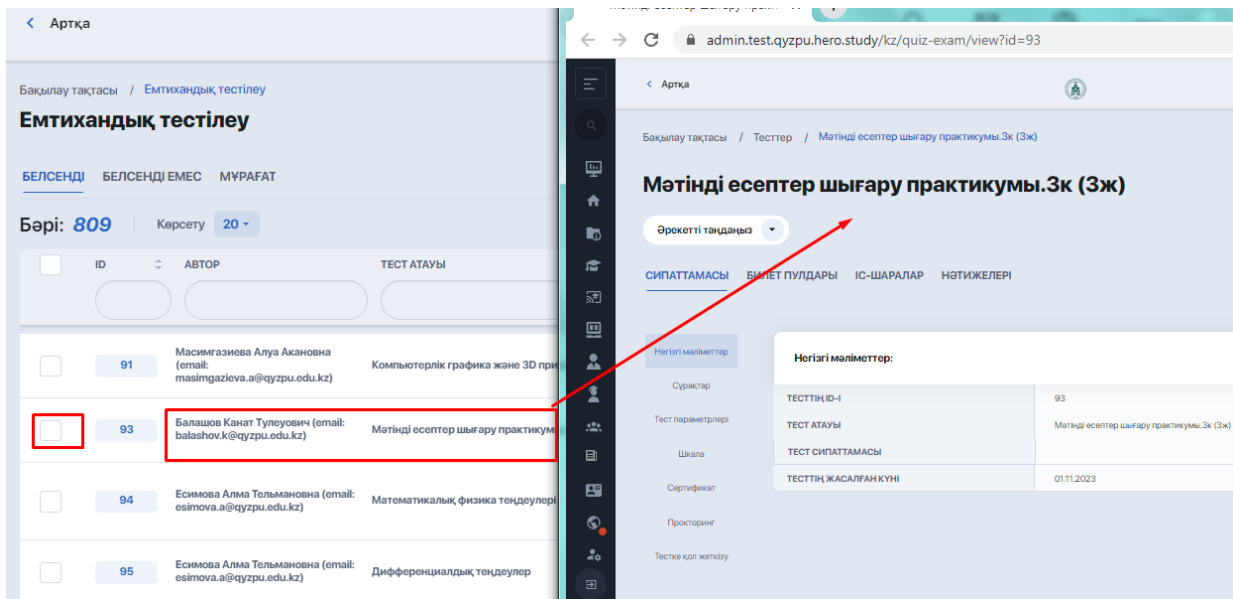 Артқа
Бақылау тақтасы / Емтихандық тестілеу
Емтихандық тестілеу
БЕЛСЕНДІ БЕЛСЕНДІ ЕМЕС МҰРАҒАТ
Бәрі: 809 Көрсету 20
ID АВТОР ТЕСТ АТАУЫ
91
Масимгазиева Алуа Акановна
(email:
masimgazieva.a@qyzpu.edu.kz)
Компьютерлік графика және 3D
93
Балашов Канат Тулеуович (email:
balashov.k@qyzpu.edu.kz)
Мәтінді есептер шығару
94
Есимова Алма Тельмановна (email:
esimova.a@qyzpu.edu.kz)
Математикалық физика теңдеулері
95
Есимова Алма Тельмановна (email:
esimova.a@qyzpu.edu.kz)
Дифференциалдық теңдеулер
admin.test.qyzpu.hero.study/kz/quiz-exam/view?id=93
Артқа
Бақылау тақтасы / Тесттер / Мәтінді есептер шығару практикумы.3к (3ж)
Мәтінді есептер шығару практикумы.3к (3ж)
Әрекетті таңдаңыз
СИПАТТАМАСЫ БИЛЕТ ПУЛДАРЫ ІС-ШАРАЛАР НӘТИЖЕЛЕРІ
Негізгі мәліметтер
Сұрақтар
Тест параметрлері
Шкала
Сертификат
Прокторинг
Тестке қол жеткізу
Негізгі мәліметтер:
ТЕСТТІҢ ID-І 93
ТЕСТ АТАУЫ Мәтінді есептер шығару практикумы.3к (3ж)
ТЕСТ СИПАТТАМАСЫ
ТЕСТТІҢ ЖАСАЛҒАН КҮНІ 01.11.2023